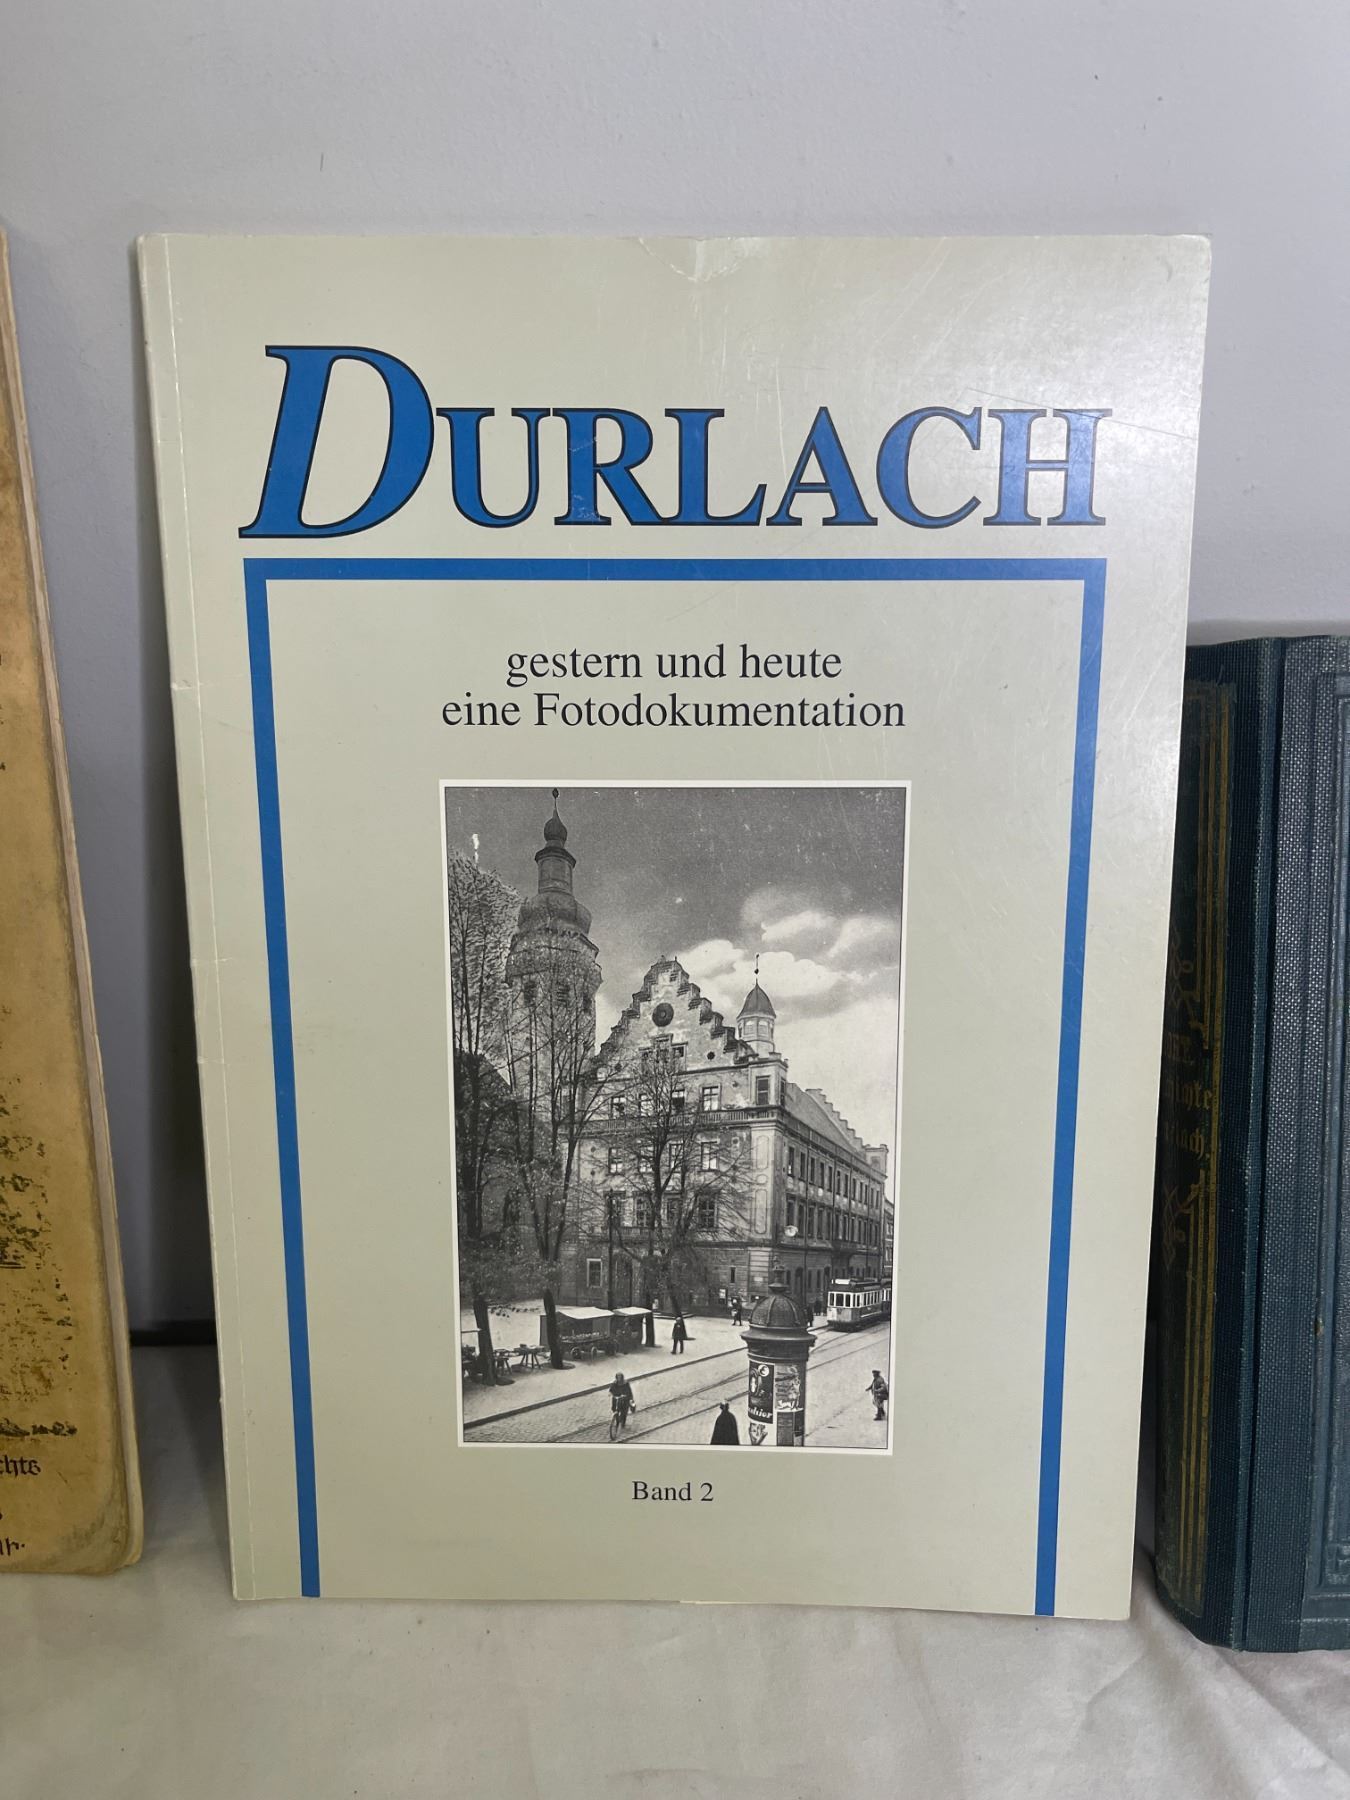 DURLACH
gestern und heute
eine Fotodokumentation
Band 2